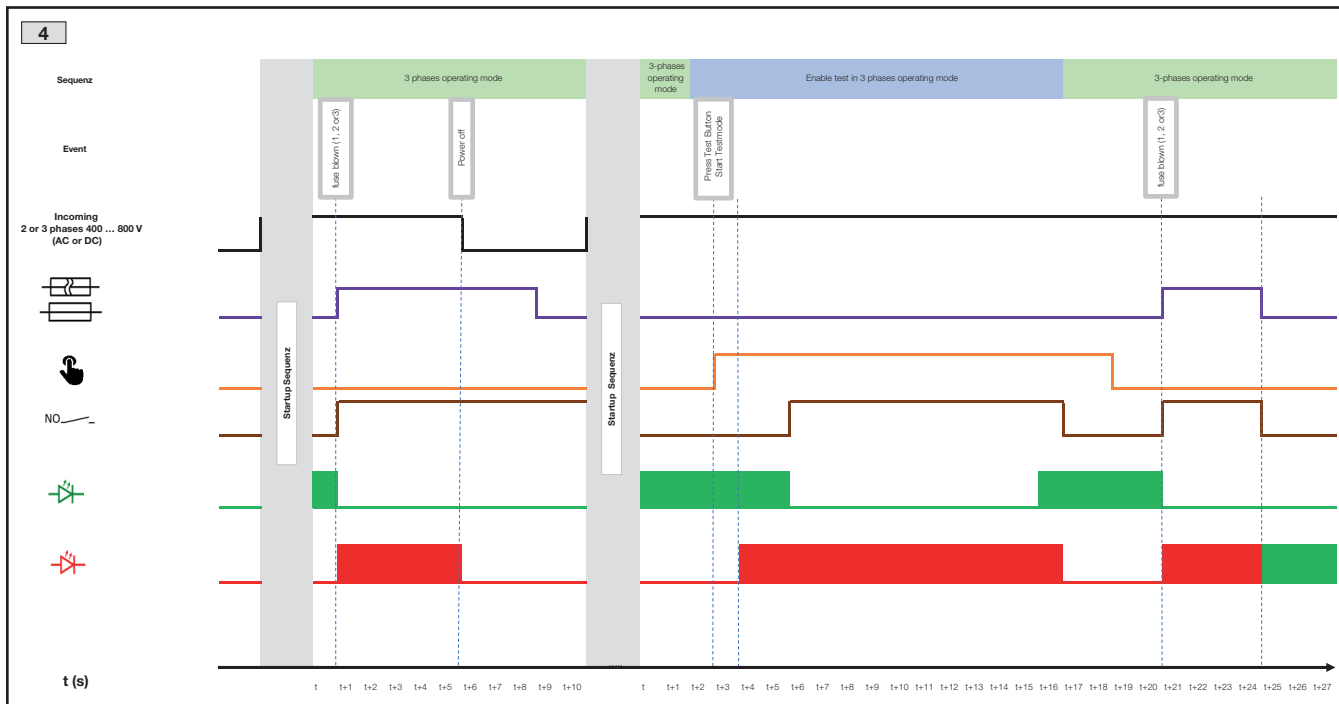 4
Sequenz
3 phases operating mode
3-phases
operating
mode
Enable test in 3 phases operating mode
3-phases operating mode
Event
fuse blown (1, 2 or3)
Power off
Press Test Button
Start Testmode
fuse blown (1, 2 or3)
Incoming
2 or 3 phases 400 ... 800 V
(AC or DC)
Startup Sequenz
Startup Sequenz
NO
t (s)
t t+1 t+2 t+3 t+4 t+5 t+6 t+7 t+8 t+9 t+10 t t+1 t+2 t+3 t+4 t+5 t+6 t+7 t+8 t+9 t+10 t+11 t+12 t+13 t+14 t+15 t+16 t+17 t+18 t+19 t+20 t+21 t+22 t+23 t+24 t+25 t+26 t+27